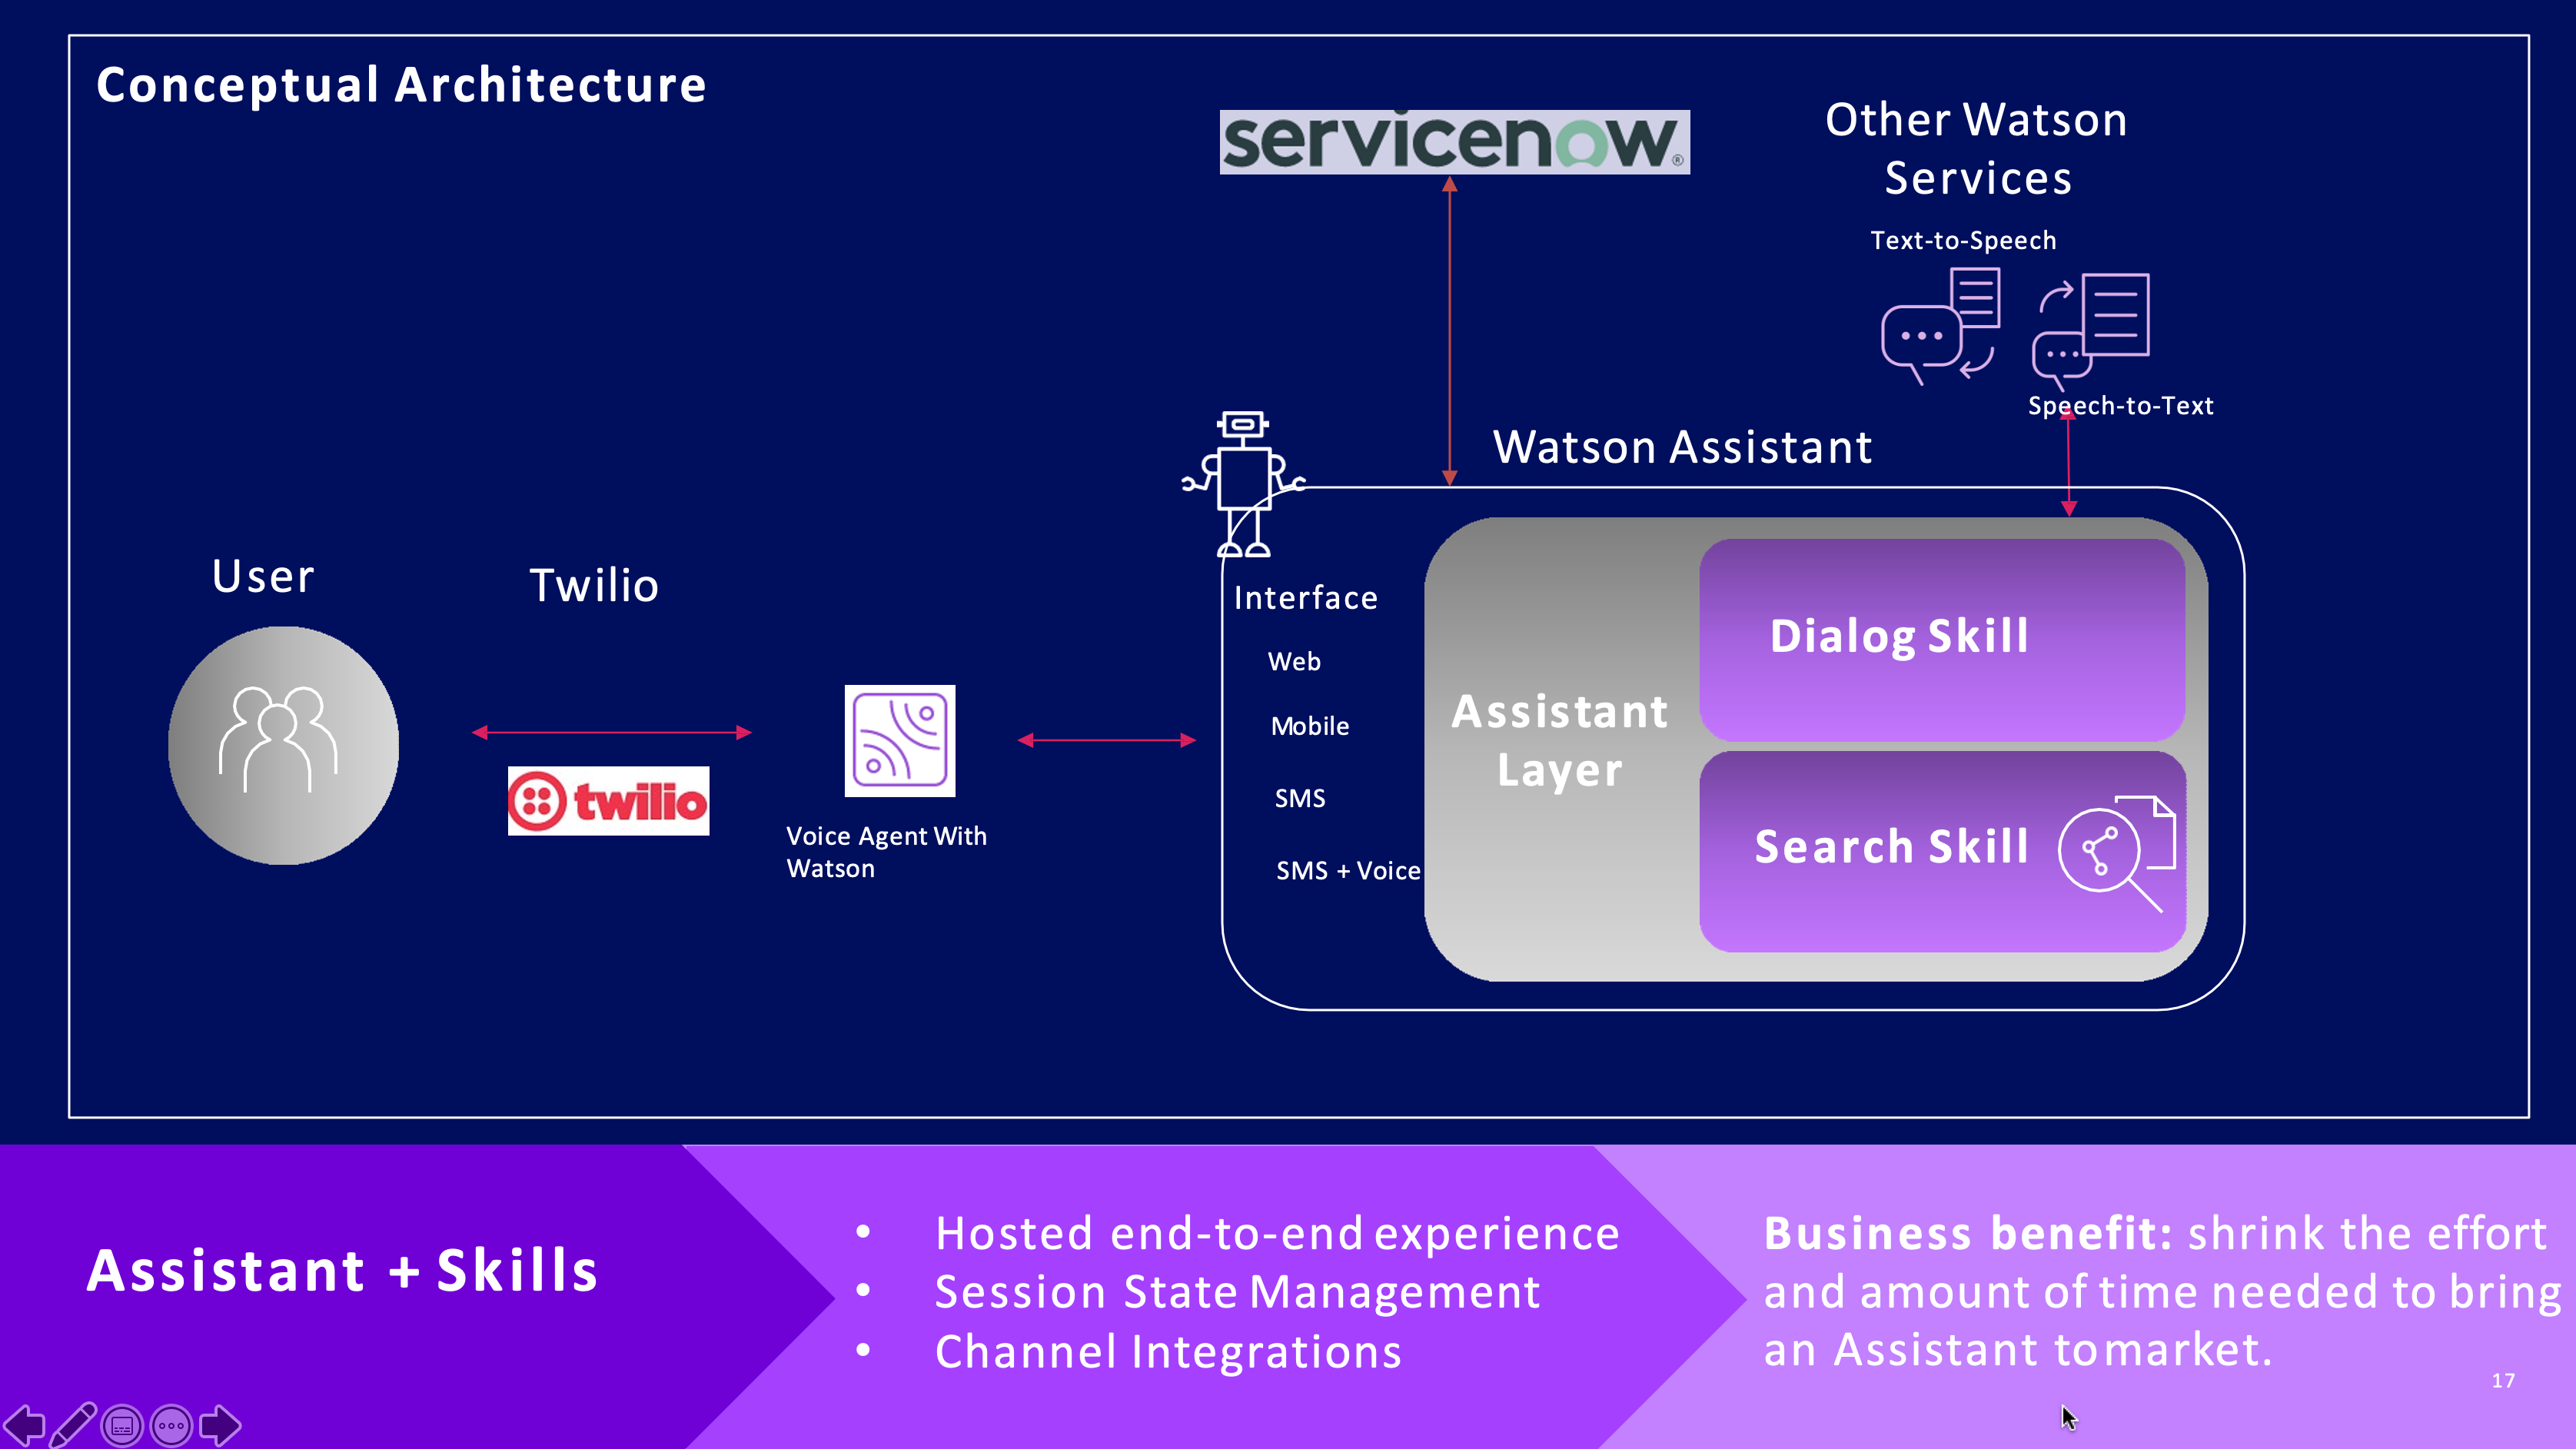 Conceptual Architecture
servicenow®
Other Watson
Services
Text-to-Speech
Speech-to-Text
Watson Assistant
User
Twilio
twilio
Voice Agent With
Watson
Interface
Web
Mobile
SMS
SMS + Voice
Assistant
Layer
Dialog Skill
Search Skill
Assistant + Skills
• Hosted end-to-end experience
• Session State Management
• Channel Integrations
Business benefit: shrink the effort
and amount of time needed to bring
an Assistant to market.
17